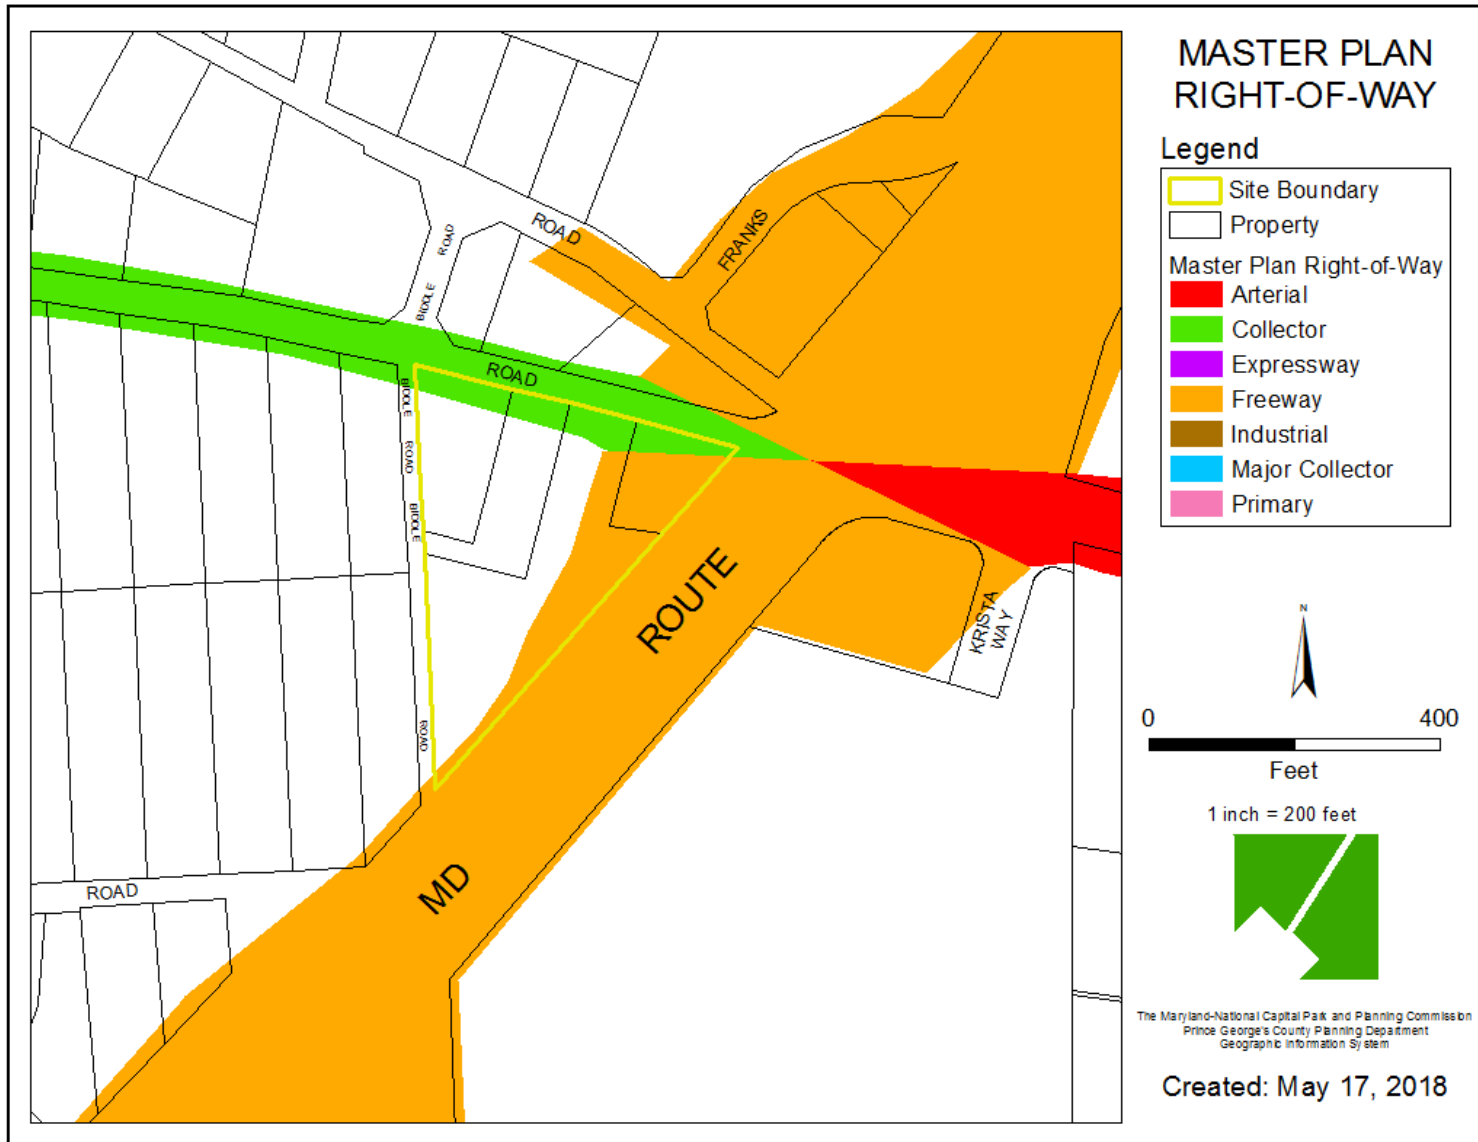 MASTER PLAN
RIGHT-OF-WAY
Legend
Site Boundary
Property
Master Plan Right-of-Way
Arterial
Collector
Expressway
Freeway
Industrial
Major Collector
Primary
N
0 400
Feet
1 inch = 200 feet
The Maryland-National Capital Park and Planning Commission
Prince George's County Planning Department
Geographic Information System
Created: May 17, 2018
ROAD
FRANKS
ROAD
BIDDLE
ROAD
BIDDLE
ROAD
BIDDLE
ROAD
ROUTE
KRISTA
WAY
MD
ROAD